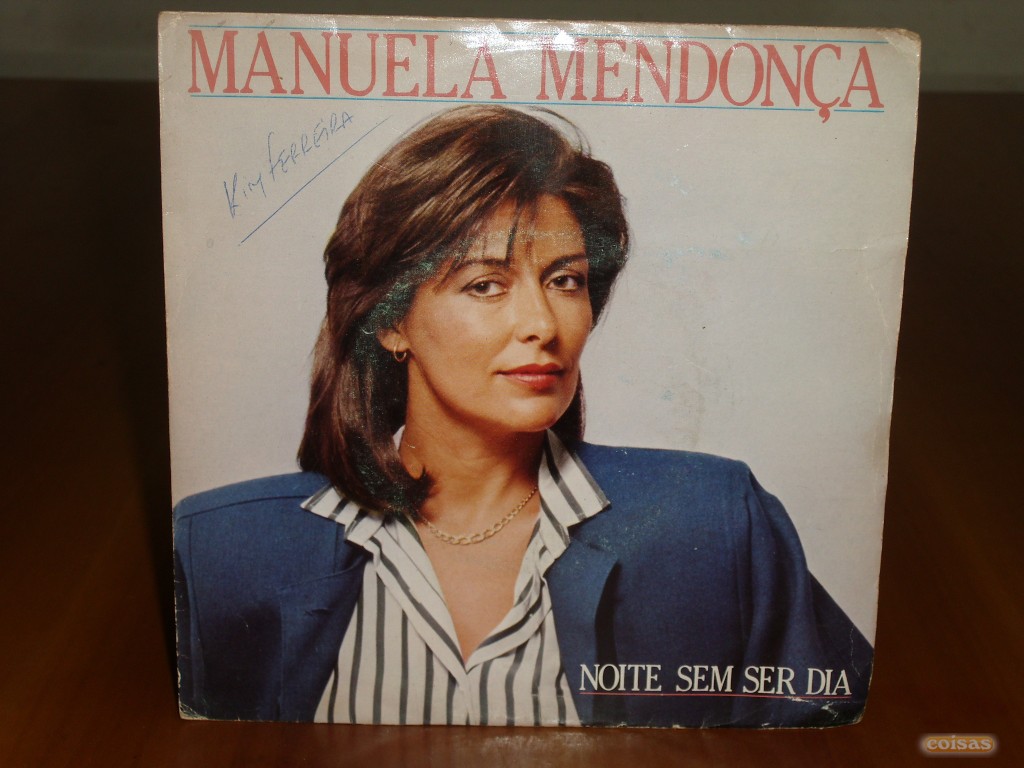 MANUELA MENDONÇA
Kim FERREIRA
NOITE SEM SER DIA
coisas